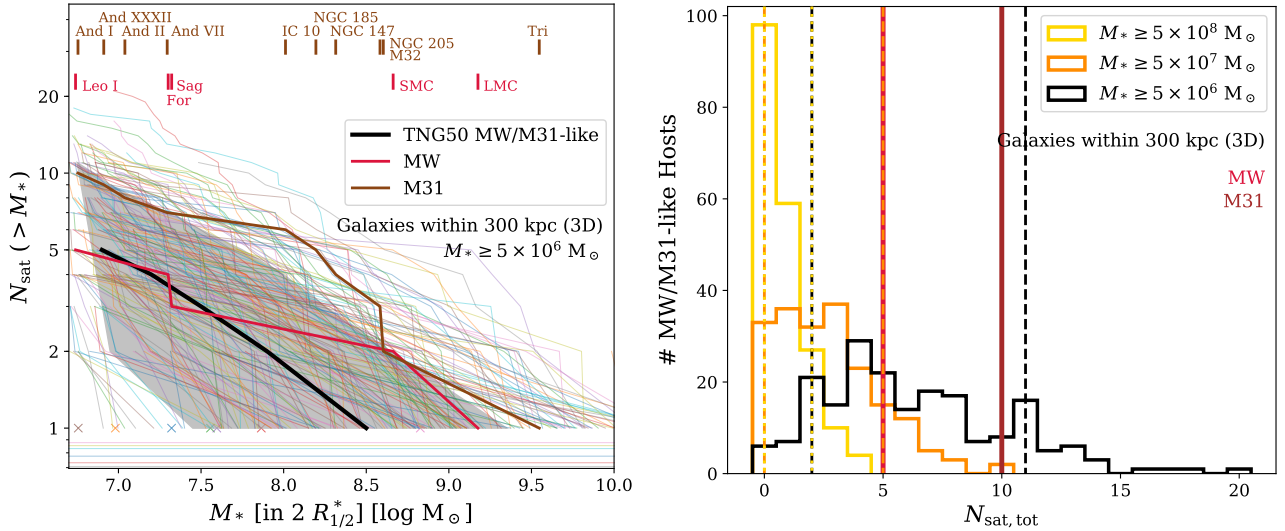 And XXXII
NGC 185
And I
And II
And VII
IC 10
NGC 147
Tri
NGC 205
M32
Leo I
Sag
For
SMC
LMC
TNG50 MW/M31-like
MW
M31
Galaxies within 300 kpc (3D)
M* ≥ 5 × 10⁶ M⊙
N_sat (> M*)
20
10
5
2
1
7.0
7.5
8.0
8.5
9.0
9.5
10.0
M* [in 2 R*_1/2] [log M⊙]
M* ≥ 5 × 10⁸ M⊙
M* ≥ 5 × 10⁷ M⊙
M* ≥ 5 × 10⁶ M⊙
Galaxies within 300 kpc (3D)
MW
M31
# MW/M31-like Hosts
100
80
60
40
20
0
0
5
10
15
20
N_sat, tot